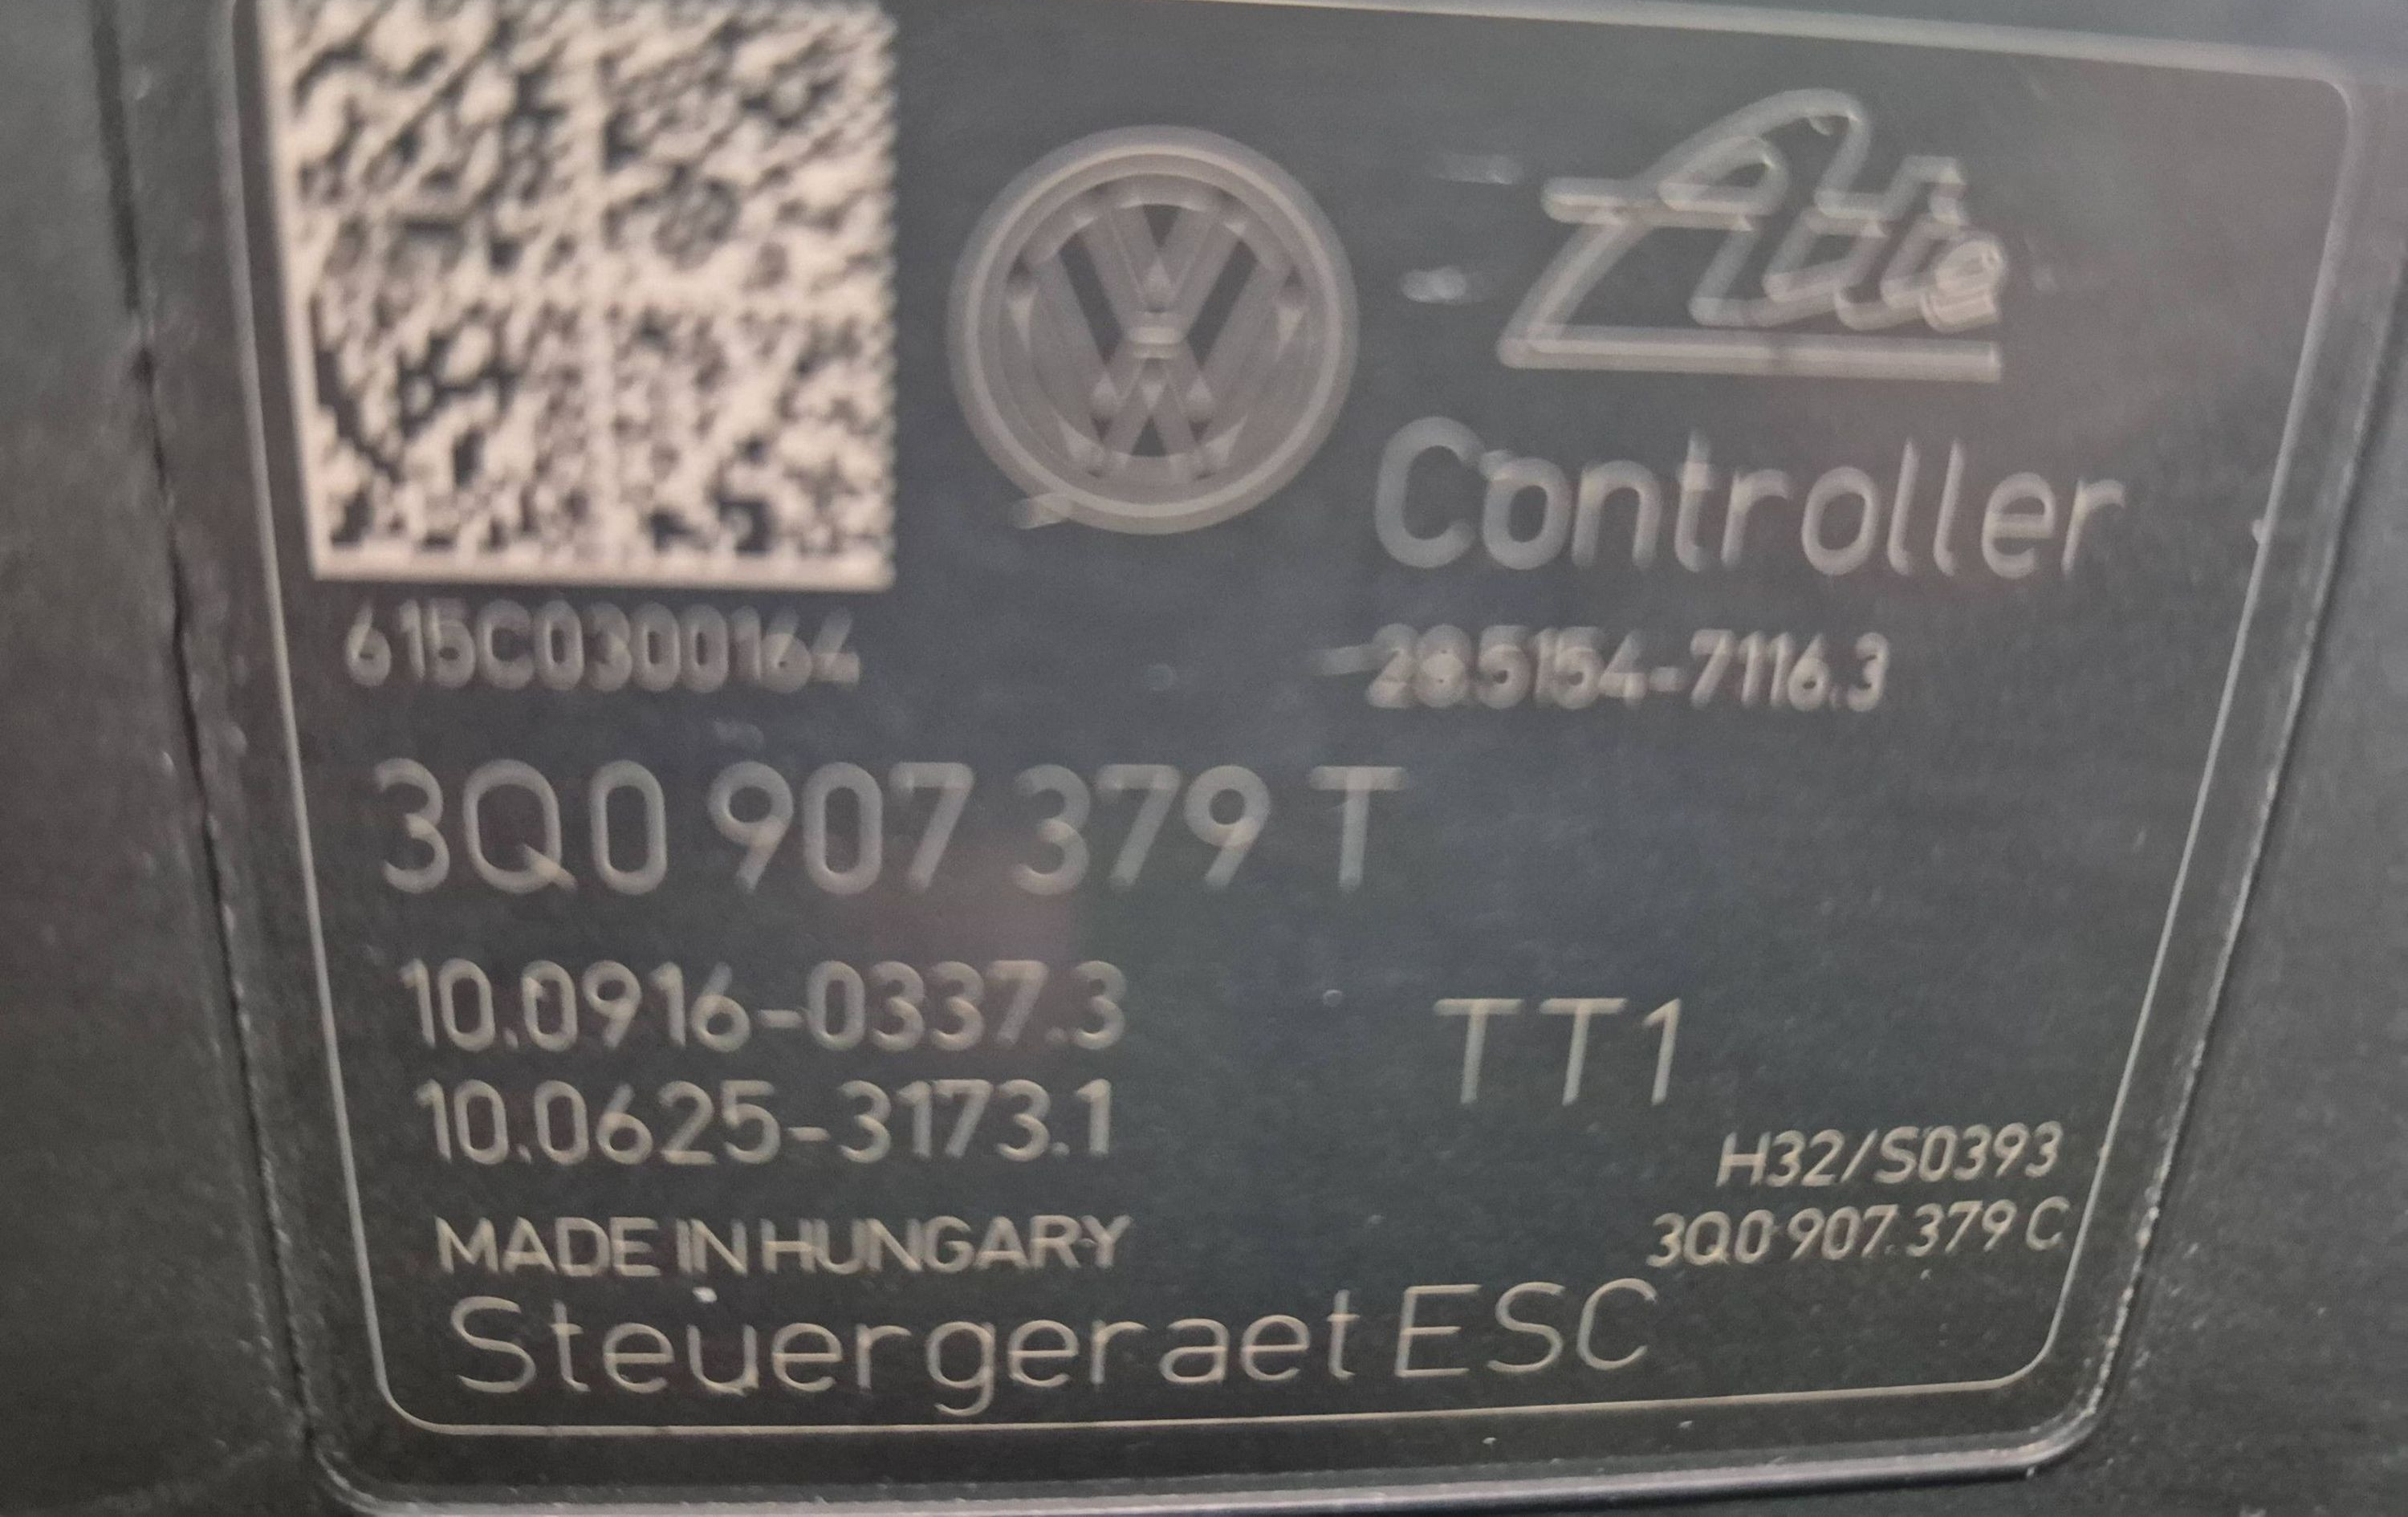 Ate
Controller
615C0300164
285154-7116.3
3Q0 907 379 T
10.0916-0337.3
TT1
10.0625-3173.1
H32/S0393
3Q0 907.379 C
MADE IN HUNGARY
Steuergeraet ESC